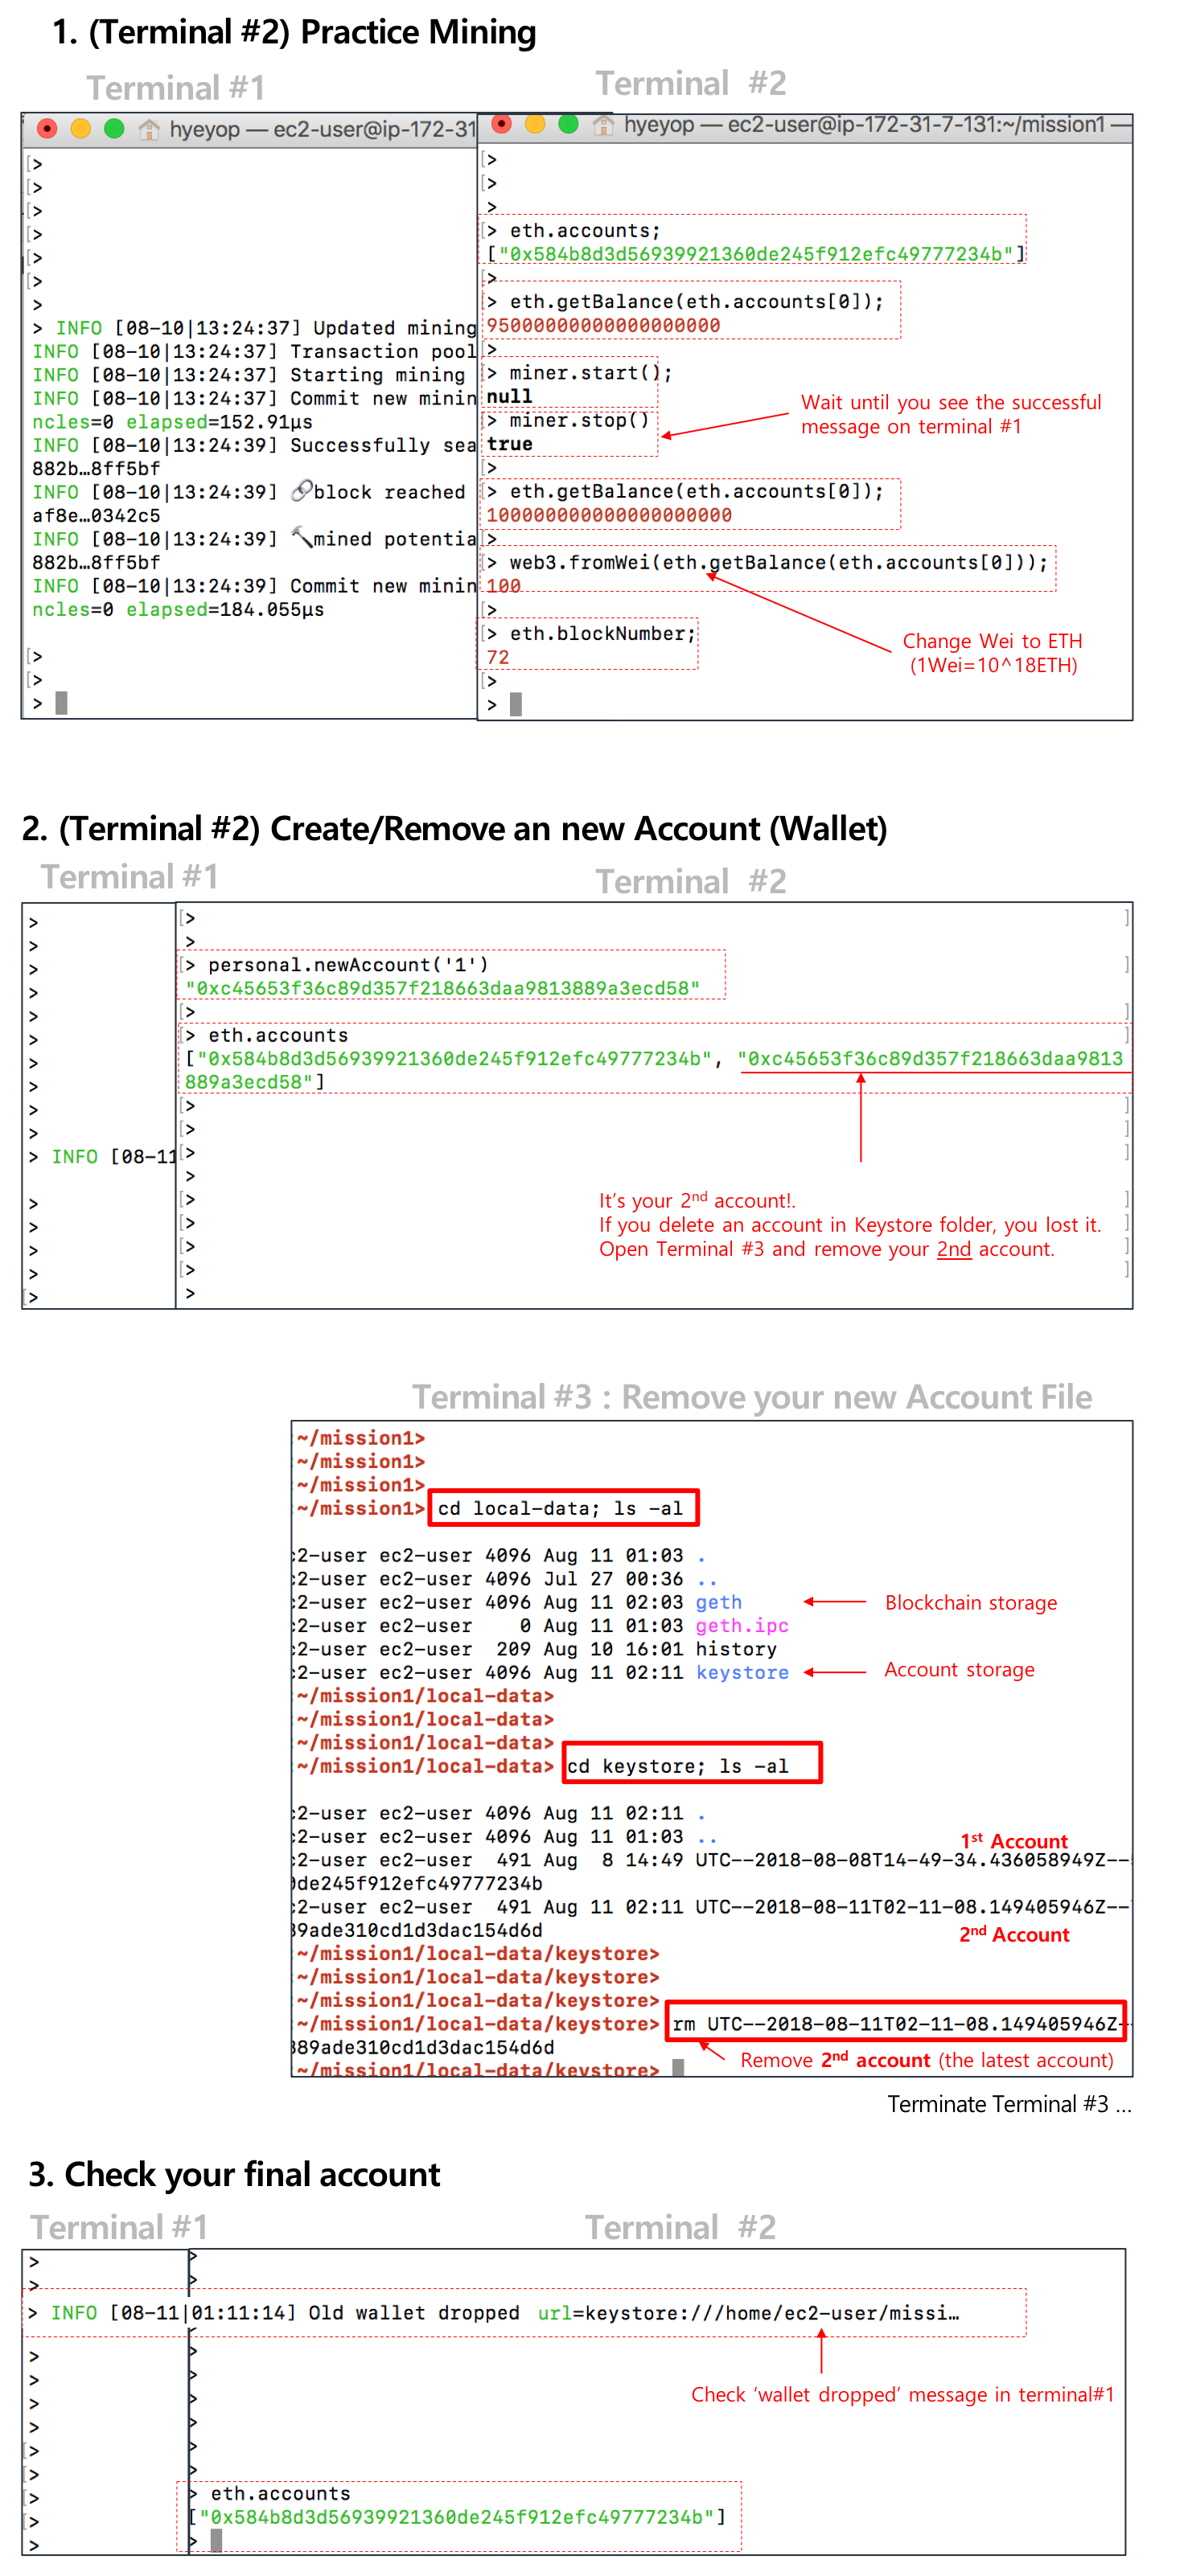 1. (Terminal #2) Practice Mining
Terminal #1
Terminal #2
hyeyop — ec2-user@ip-172-31
[>
[>
[>
[>
[>
[>
>
> INFO [08-10|13:24:37] Updated mining
INFO [08-10|13:24:37] Transaction pool
INFO [08-10|13:24:37] Starting mining
INFO [08-10|13:24:37] Commit new minin
ncles=0 elapsed=152.91µs
INFO [08-10|13:24:39] Successfully sea
882b…8ff5bf
INFO [08-10|13:24:39] 🔗block reached
af8e…0342c5
INFO [08-10|13:24:39] 🔨mined potentia
882b…8ff5bf
INFO [08-10|13:24:39] Commit new minin
ncles=0 elapsed=184.055µs
[>
[>
>
hyeyop — ec2-user@ip-172-31-7-131:~/mission1 —
[>
[>
>
[> eth.accounts;
["0x584b8d3d56939921360de245f912efc49777234b"]
[>
[> eth.getBalance(eth.accounts[0]);
95000000000000000000
[>
[> miner.start();
null
[> miner.stop()
true
[>
[> eth.getBalance(eth.accounts[0]);
100000000000000000000
[>
[> web3.fromWei(eth.getBalance(eth.accounts[0]));
100
[>
[> eth.blockNumber;
72
[>
>
Wait until you see the successful
message on terminal #1
Change Wei to ETH
(1Wei=10^18ETH)
2. (Terminal #2) Create/Remove an new Account (Wallet)
Terminal #1
Terminal #2
>
>
>
>
>
>
>
>
>
>
> INFO [08-11
>
>
>
>
[>
[> ]
>
[> personal.newAccount('1') ]
"0xc45653f36c89d357f218663daa9813889a3ecd58"
[> ]
[> eth.accounts ]
["0x584b8d3d56939921360de245f912efc49777234b", "0xc45653f36c89d357f218663daa9813
889a3ecd58"]
[> ]
[> ]
[> ]
>
[> ]
[> ]
[> ]
[> ]
>
It's your 2nd account!.
If you delete an account in Keystore folder, you lost it.
Open Terminal #3 and remove your 2nd account.
Terminal #3 : Remove your new Account File
:~/mission1>
:~/mission1>
:~/mission1>
:~/mission1> cd local-data; ls -al
c2-user ec2-user 4096 Aug 11 01:03 .
c2-user ec2-user 4096 Jul 27 00:36 ..
c2-user ec2-user 4096 Aug 11 02:03 geth
Blockchain storage
c2-user ec2-user 0 Aug 11 01:03 geth.ipc
c2-user ec2-user 209 Aug 10 16:01 history
c2-user ec2-user 4096 Aug 11 02:11 keystore
Account storage
:~/mission1/local-data>
:~/mission1/local-data>
:~/mission1/local-data>
:~/mission1/local-data> cd keystore; ls -al
c2-user ec2-user 4096 Aug 11 02:11 .
c2-user ec2-user 4096 Aug 11 01:03 ..
1st Account
c2-user ec2-user 491 Aug 8 14:49 UTC--2018-08-08T14-49-34.436058949Z--
0de245f912efc49777234b
c2-user ec2-user 491 Aug 11 02:11 UTC--2018-08-11T02-11-08.149405946Z--
89ade310cd1d3dac154d6d
2nd Account
:~/mission1/local-data/keystore>
:~/mission1/local-data/keystore>
:~/mission1/local-data/keystore>
:~/mission1/local-data/keystore> rm UTC--2018-08-11T02-11-08.149405946Z--
89ade310cd1d3dac154d6d
Remove 2nd account (the latest account)
:~/mission1/local-data/keystore>
Terminate Terminal #3 ...
3. Check your final account
Terminal #1
Terminal #2
>
>
> INFO [08-11|01:11:14] Old wallet dropped url=keystore:///home/ec2-user/missi…
>
>
>
>
[>
[>
[>
[>
>
>
>
>
>
>
>
>
>
Check 'wallet dropped' message in terminal#1
> eth.accounts
["0x584b8d3d56939921360de245f912efc49777234b"]
>